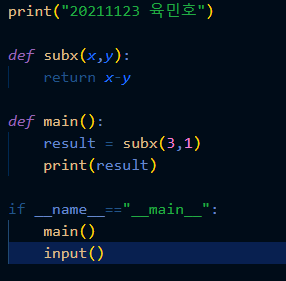 print("20211123 육민호")
def subx(x,y):
    return x-y
def main():
    result = subx(3,1)
    print(result)
if __name__=="__main__":
    main()
    input()